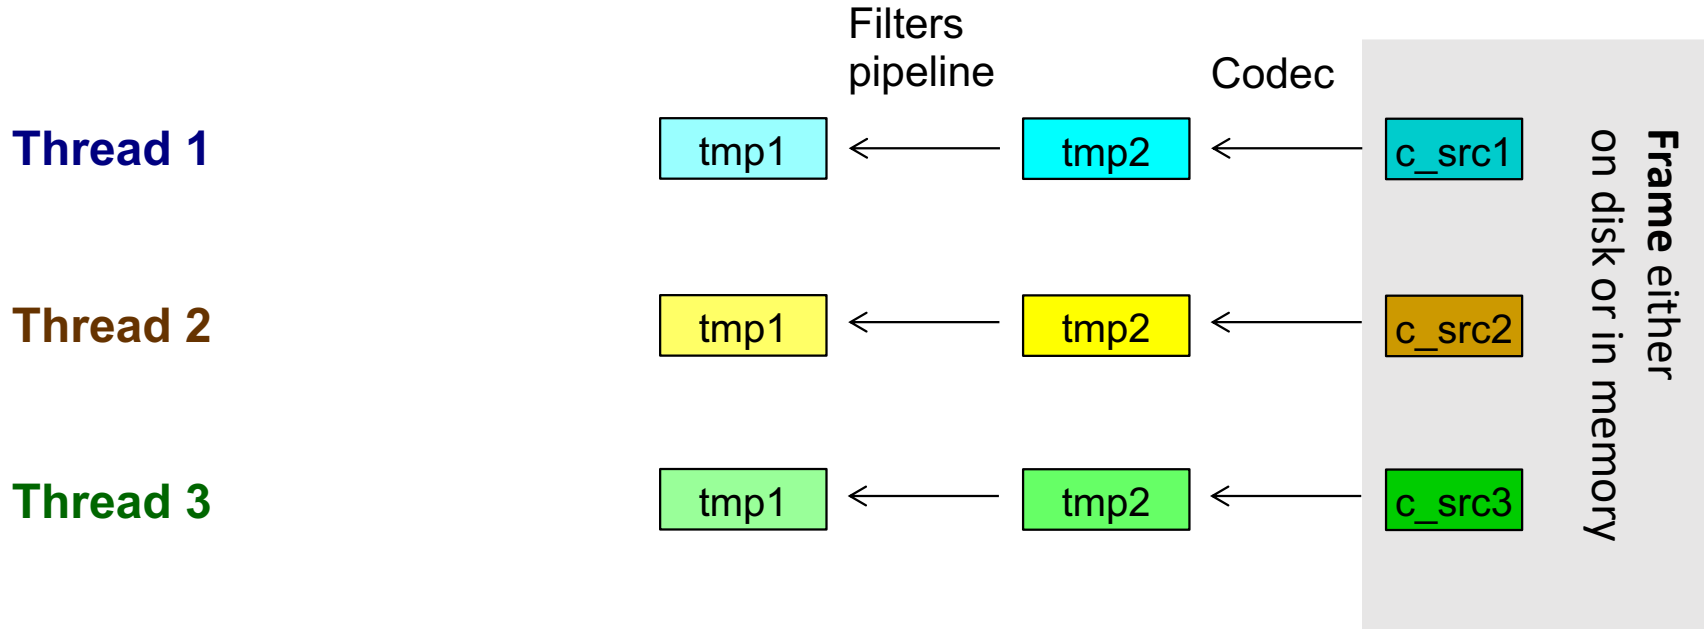 Filters
pipeline
Codec
Thread 1
tmp1
tmp2
c_src1
Thread 2
tmp1
tmp2
c_src2
Thread 3
tmp1
tmp2
c_src3
Frame either
on disk or in memory